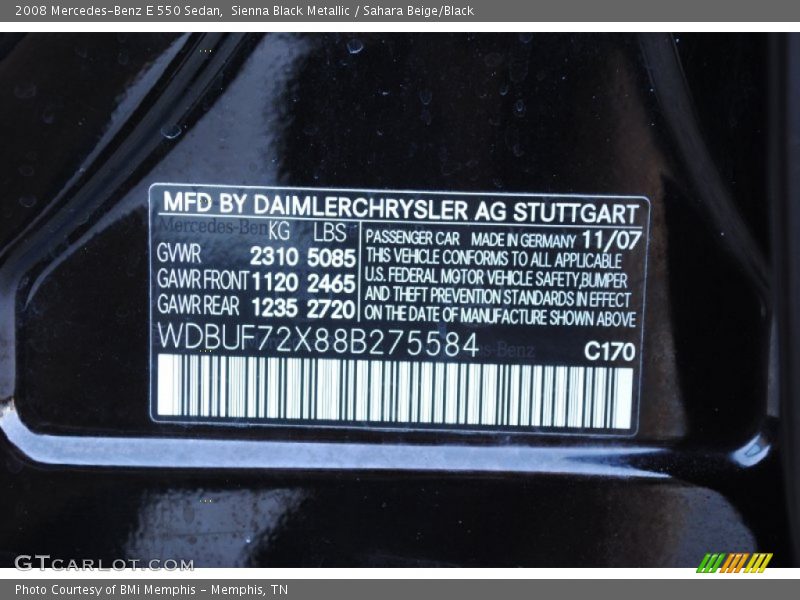 2008 Mercedes-Benz E 550 Sedan, Sienna Black Metallic / Sahara Beige/Black
MFD BY DAIMLERCHRYSLER AG STUTTGART
Mercedes-Benz
KG LBS
GVWR 2310 5085
GAWR FRONT 1120 2465
GAWR REAR 1235 2720
PASSENGER CAR MADE IN GERMANY 11/07
THIS VEHICLE CONFORMS TO ALL APPLICABLE
U.S. FEDERAL MOTOR VEHICLE SAFETY,BUMPER
AND THEFT PREVENTION STANDARDS IN EFFECT
ON THE DATE OF MANUFACTURE SHOWN ABOVE
WDBUF72X88B275584
C170
GTCARLOT.COM
Photo Courtesy of BMi Memphis - Memphis, TN